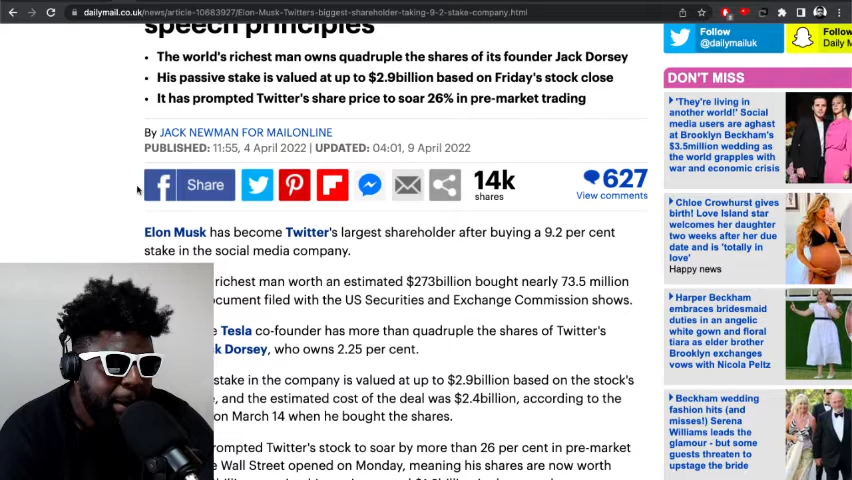 dailymail.co.uk/news/article-10683927/Elon-Musk-Twitters-biggest-shareholder-taking-9-2-stake-company.html
speech principles
• The world's richest man owns quadruple the shares of its founder Jack Dorsey
• His passive stake is valued at up to $2.9billion based on Friday's stock close
• It has prompted Twitter's share price to soar 26% in pre-market trading
By JACK NEWMAN FOR MAILONLINE
PUBLISHED: 11:55, 4 April 2022 | UPDATED: 04:01, 9 April 2022
Share
14k
shares
627
View comments
Elon Musk has become Twitter's largest shareholder after buying a 9.2 per cent
stake in the social media company.
richest man worth an estimated $273billion bought nearly 73.5 million
ocument filed with the US Securities and Exchange Commission shows.
Tesla co-founder has more than quadruple the shares of Twitter's
k Dorsey, who owns 2.25 per cent.
stake in the company is valued at up to $2.9billion based on the stock's
, and the estimated cost of the deal was $2.4billion, according to the
on March 14 when he bought the shares.
rompted Twitter's stock to soar by more than 26 per cent in pre-market
Wall Street opened on Monday, meaning his shares are now worth
Follow
@dailymailuk
Follow
Daily M
DON'T MISS
'They're living in
another world!' Social
media users are aghast
at Brooklyn Beckham's
$3.5million wedding as
the world grapples with
war and economic crisis
Chloe Crowhurst gives
birth! Love Island star
welcomes her daughter
two weeks after her due
date and is 'totally in
love'
Happy news
Harper Beckham
embraces bridesmaid
duties in an angelic
white gown and floral
tiara as elder brother
Brooklyn exchanges
vows with Nicola Peltz
Beckham wedding
fashion hits (and
misses!) Serena
Williams leads the
glamour - but some
guests threaten to
upstage the bride